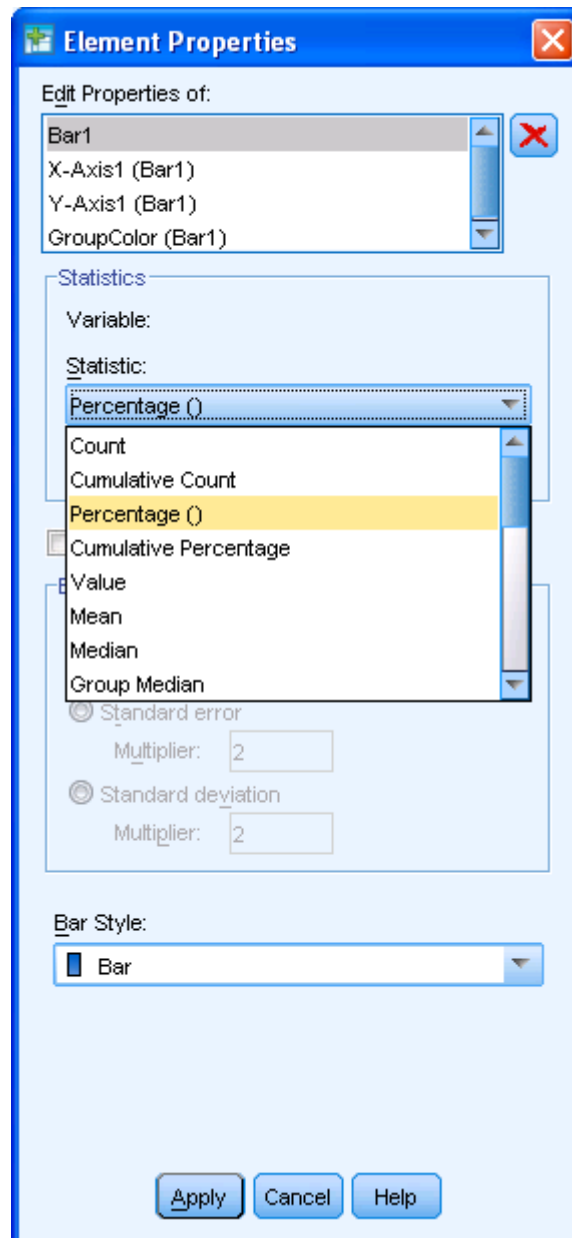 Element Properties
Edit Properties of:
Bar1
X-Axis1 (Bar1)
Y-Axis1 (Bar1)
GroupColor (Bar1)
Statistics
Variable:
Statistic:
Percentage ()
Count
Cumulative Count
Percentage ()
Cumulative Percentage
Value
Mean
Median
Group Median
Standard error
Multiplier: 2
Standard deviation
Multiplier: 2
Bar Style:
Bar
Apply Cancel Help